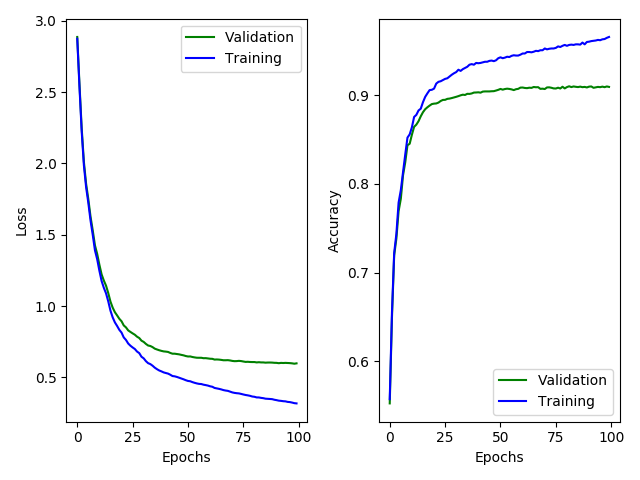 3.0
2.5
2.0
1.5
1.0
0.5
Loss
0 25 50 75 100
Epochs
Validation
Training
0.9
0.8
0.7
0.6
Accuracy
0 25 50 75 100
Epochs
Validation
Training